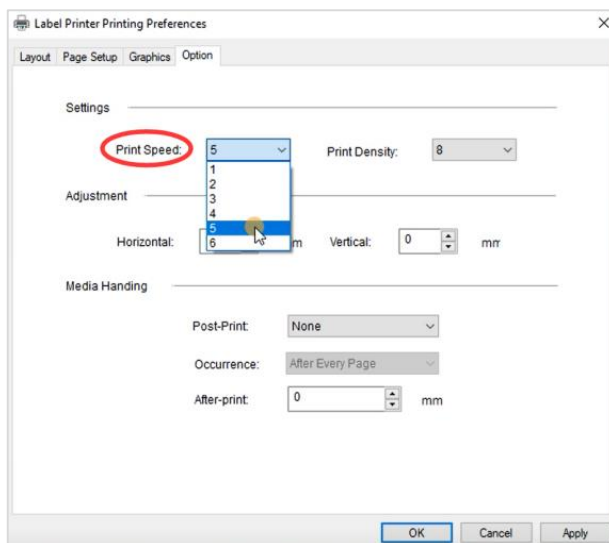 Label Printer Printing Preferences
Layout Page Setup Graphics Option
Settings
Print Speed: 5 Print Density: 8
1
2
3
4
5
6
Adjustment
Horizontal: m Vertical: 0 mm
Media Handing
Post-Print: None
Occurrence: After Every Page
After-print: 0 mm
OK Cancel Apply